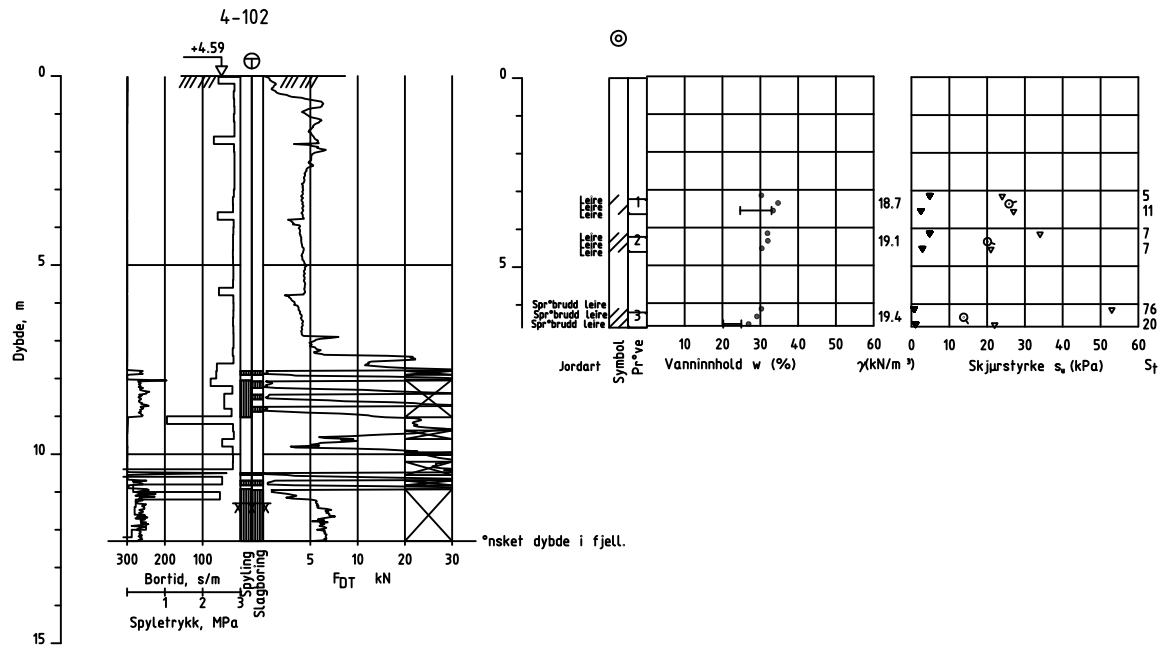 4-102
+4.59
0
5
10
15
Dybde, m
300 200 100
Bortid, s/m
1 2 3
Spyletrykk, MPa
Spyling
Slagboring
5 10 20 30
FDT kN
°nsket dybde i fjell.
0
5
Leire
Leire
Leire
1
18.7
5
11
Leire
Leire
Leire
2
19.1
7
7
Spr°brudd leire
Spr°brudd leire
Spr°brudd leire
3
19.4
76
20
Jordart
Symbol
Pr°ve
0 10 20 30 40 50 60
Vanninnhold w (%)
γ(kN/m³)
0 10 20 30 40 50 60
Skjµrstyrke su (kPa)
St